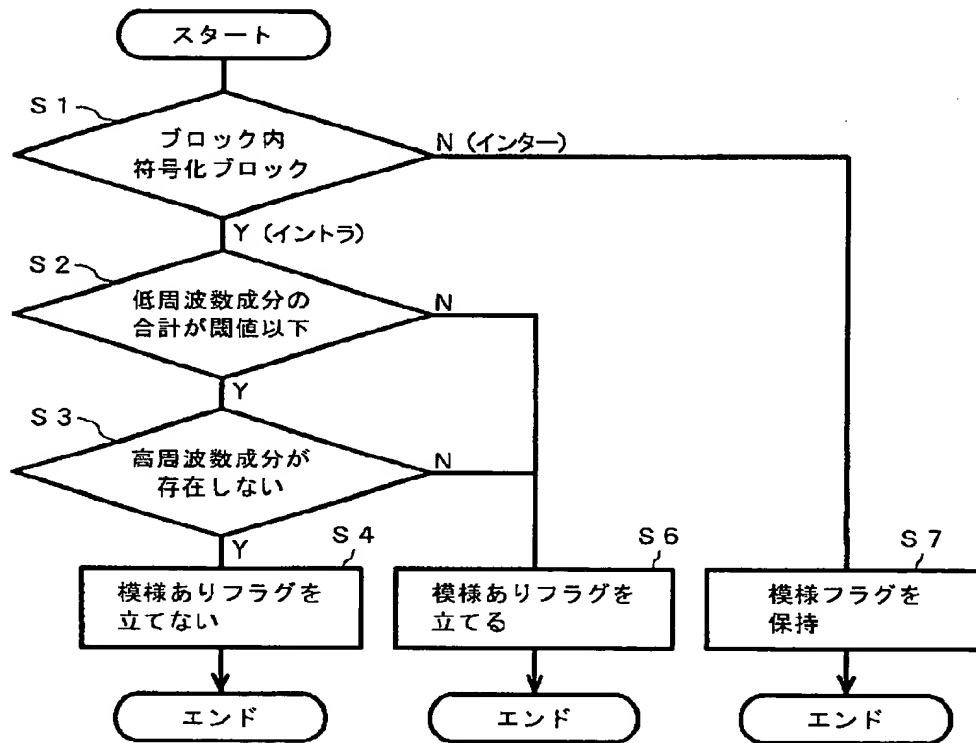 スタート
S1
ブロック内
符号化ブロック
N (インター)
Y (イントラ)
S2
低周波数成分の
合計が閾値以下
N
Y
S3
高周波数成分が
存在しない
N
Y
S4
模様ありフラグを
立てない
S6
模様ありフラグを
立てる
S7
模様フラグを
保持
エンド
エンド
エンド